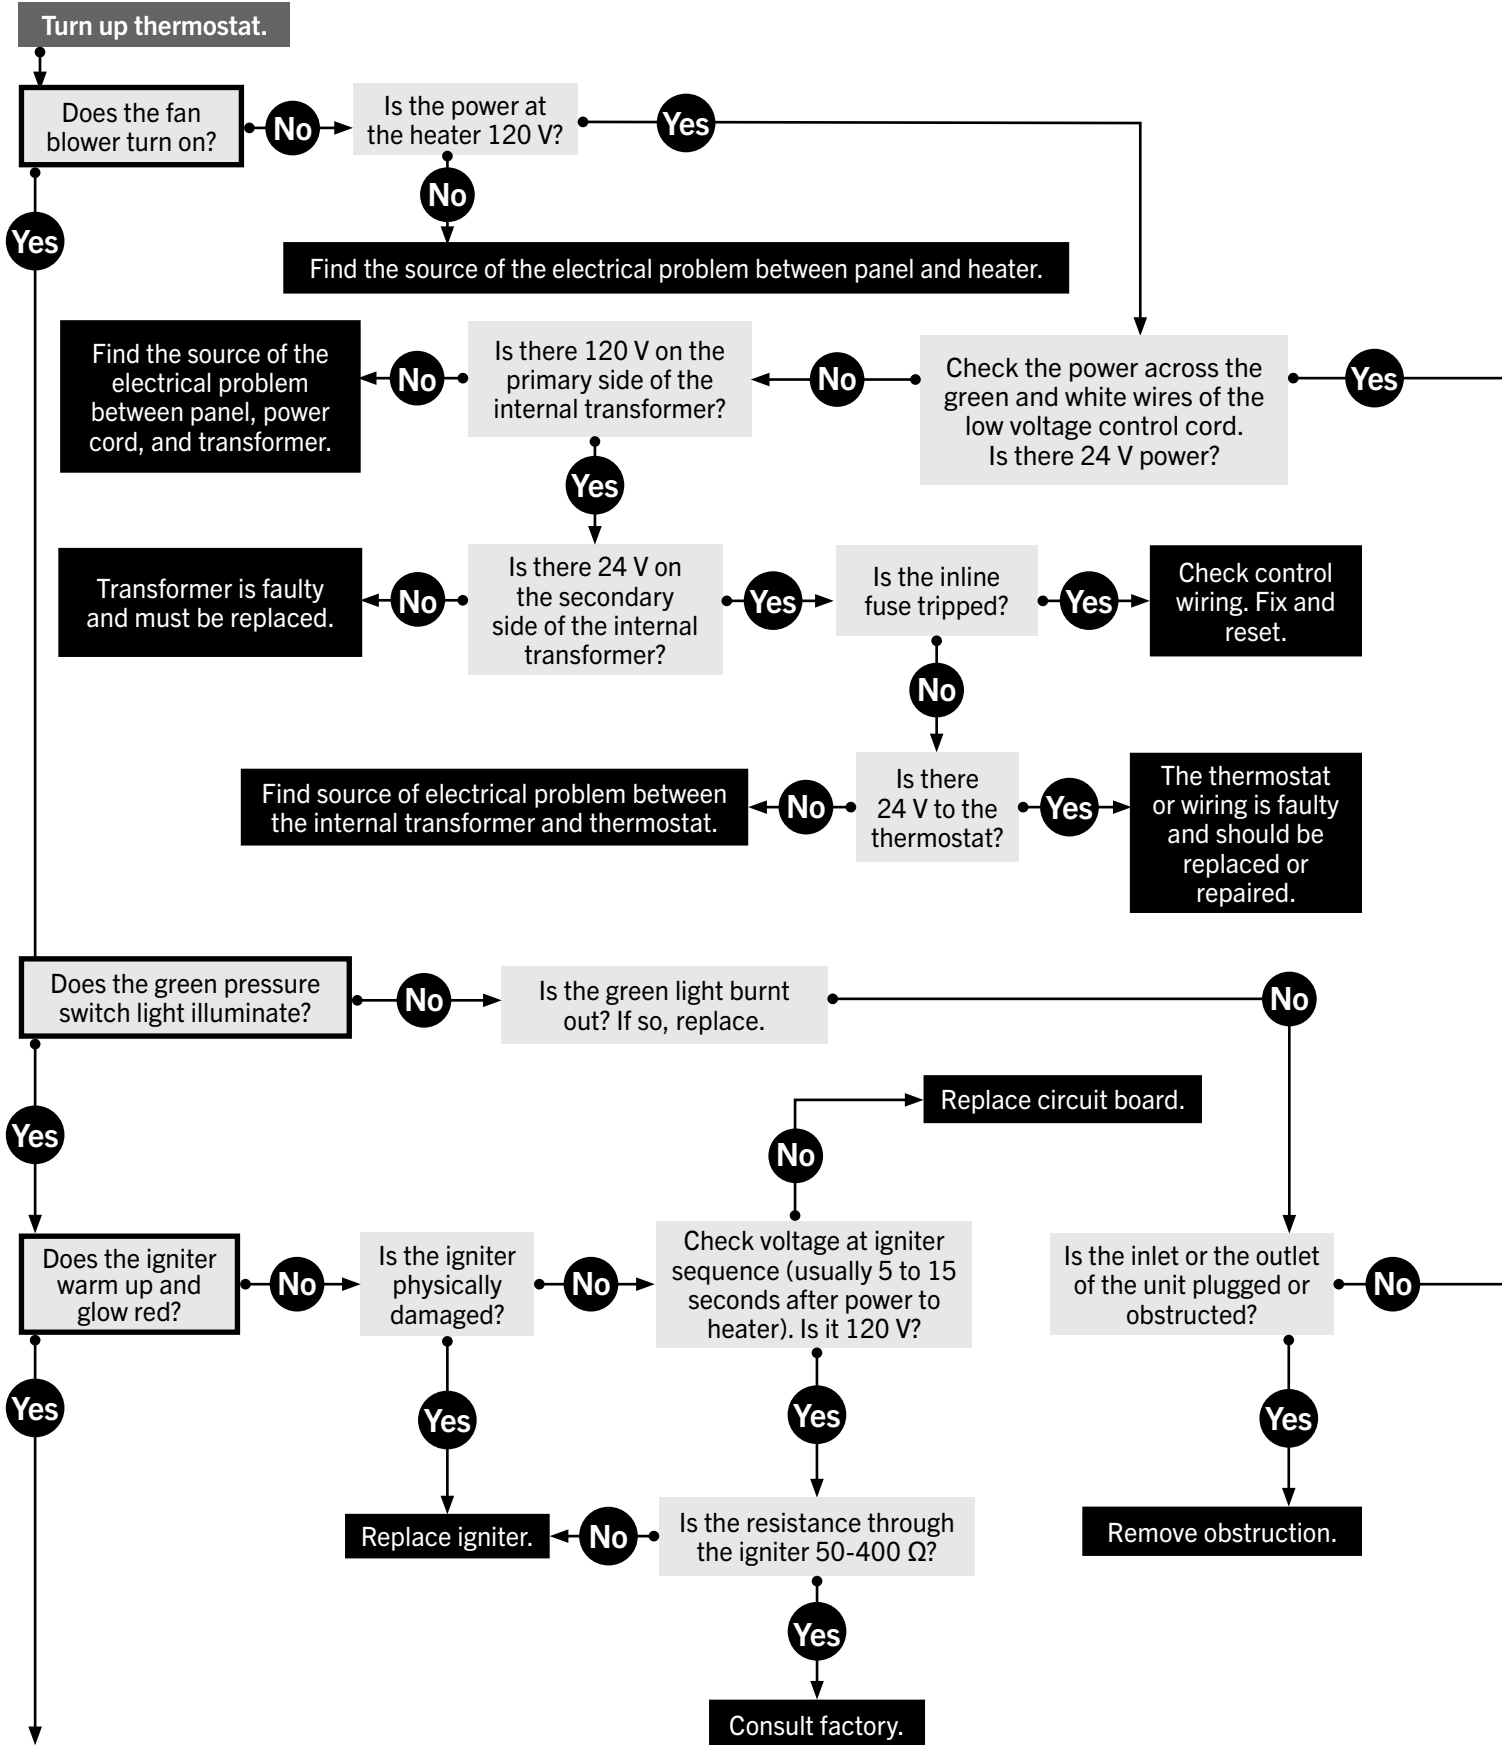 Turn up thermostat.
Does the fan
blower turn on?
No
Is the power at
the heater 120 V?
Yes
No
Yes
Find the source of the electrical problem between panel and heater.
Find the source of the
electrical problem
between panel, power
cord, and transformer.
No
Is there 120 V on the
primary side of the
internal transformer?
No
Check the power across the
green and white wires of the
low voltage control cord.
Is there 24 V power?
Yes
Yes
Transformer is faulty
and must be replaced.
No
Is there 24 V on
the secondary
side of the internal
transformer?
Yes
Is the inline
fuse tripped?
Yes
Check control
wiring. Fix and
reset.
No
Find source of electrical problem between
the internal transformer and thermostat.
No
Is there
24 V to the
thermostat?
Yes
The thermostat
or wiring is faulty
and should be
replaced or
repaired.
Does the green pressure
switch light illuminate?
No
Is the green light burnt
out? If so, replace.
No
Replace circuit board.
Yes
No
Does the igniter
warm up and
glow red?
No
Is the igniter
physically
damaged?
No
Check voltage at igniter
sequence (usually 5 to 15
seconds after power to
heater). Is it 120 V?
Is the inlet or the outlet
of the unit plugged or
obstructed?
No
Yes
Yes
Yes
Yes
Replace igniter.
No
Is the resistance through
the igniter 50-400 Ω?
Remove obstruction.
Yes
Consult factory.